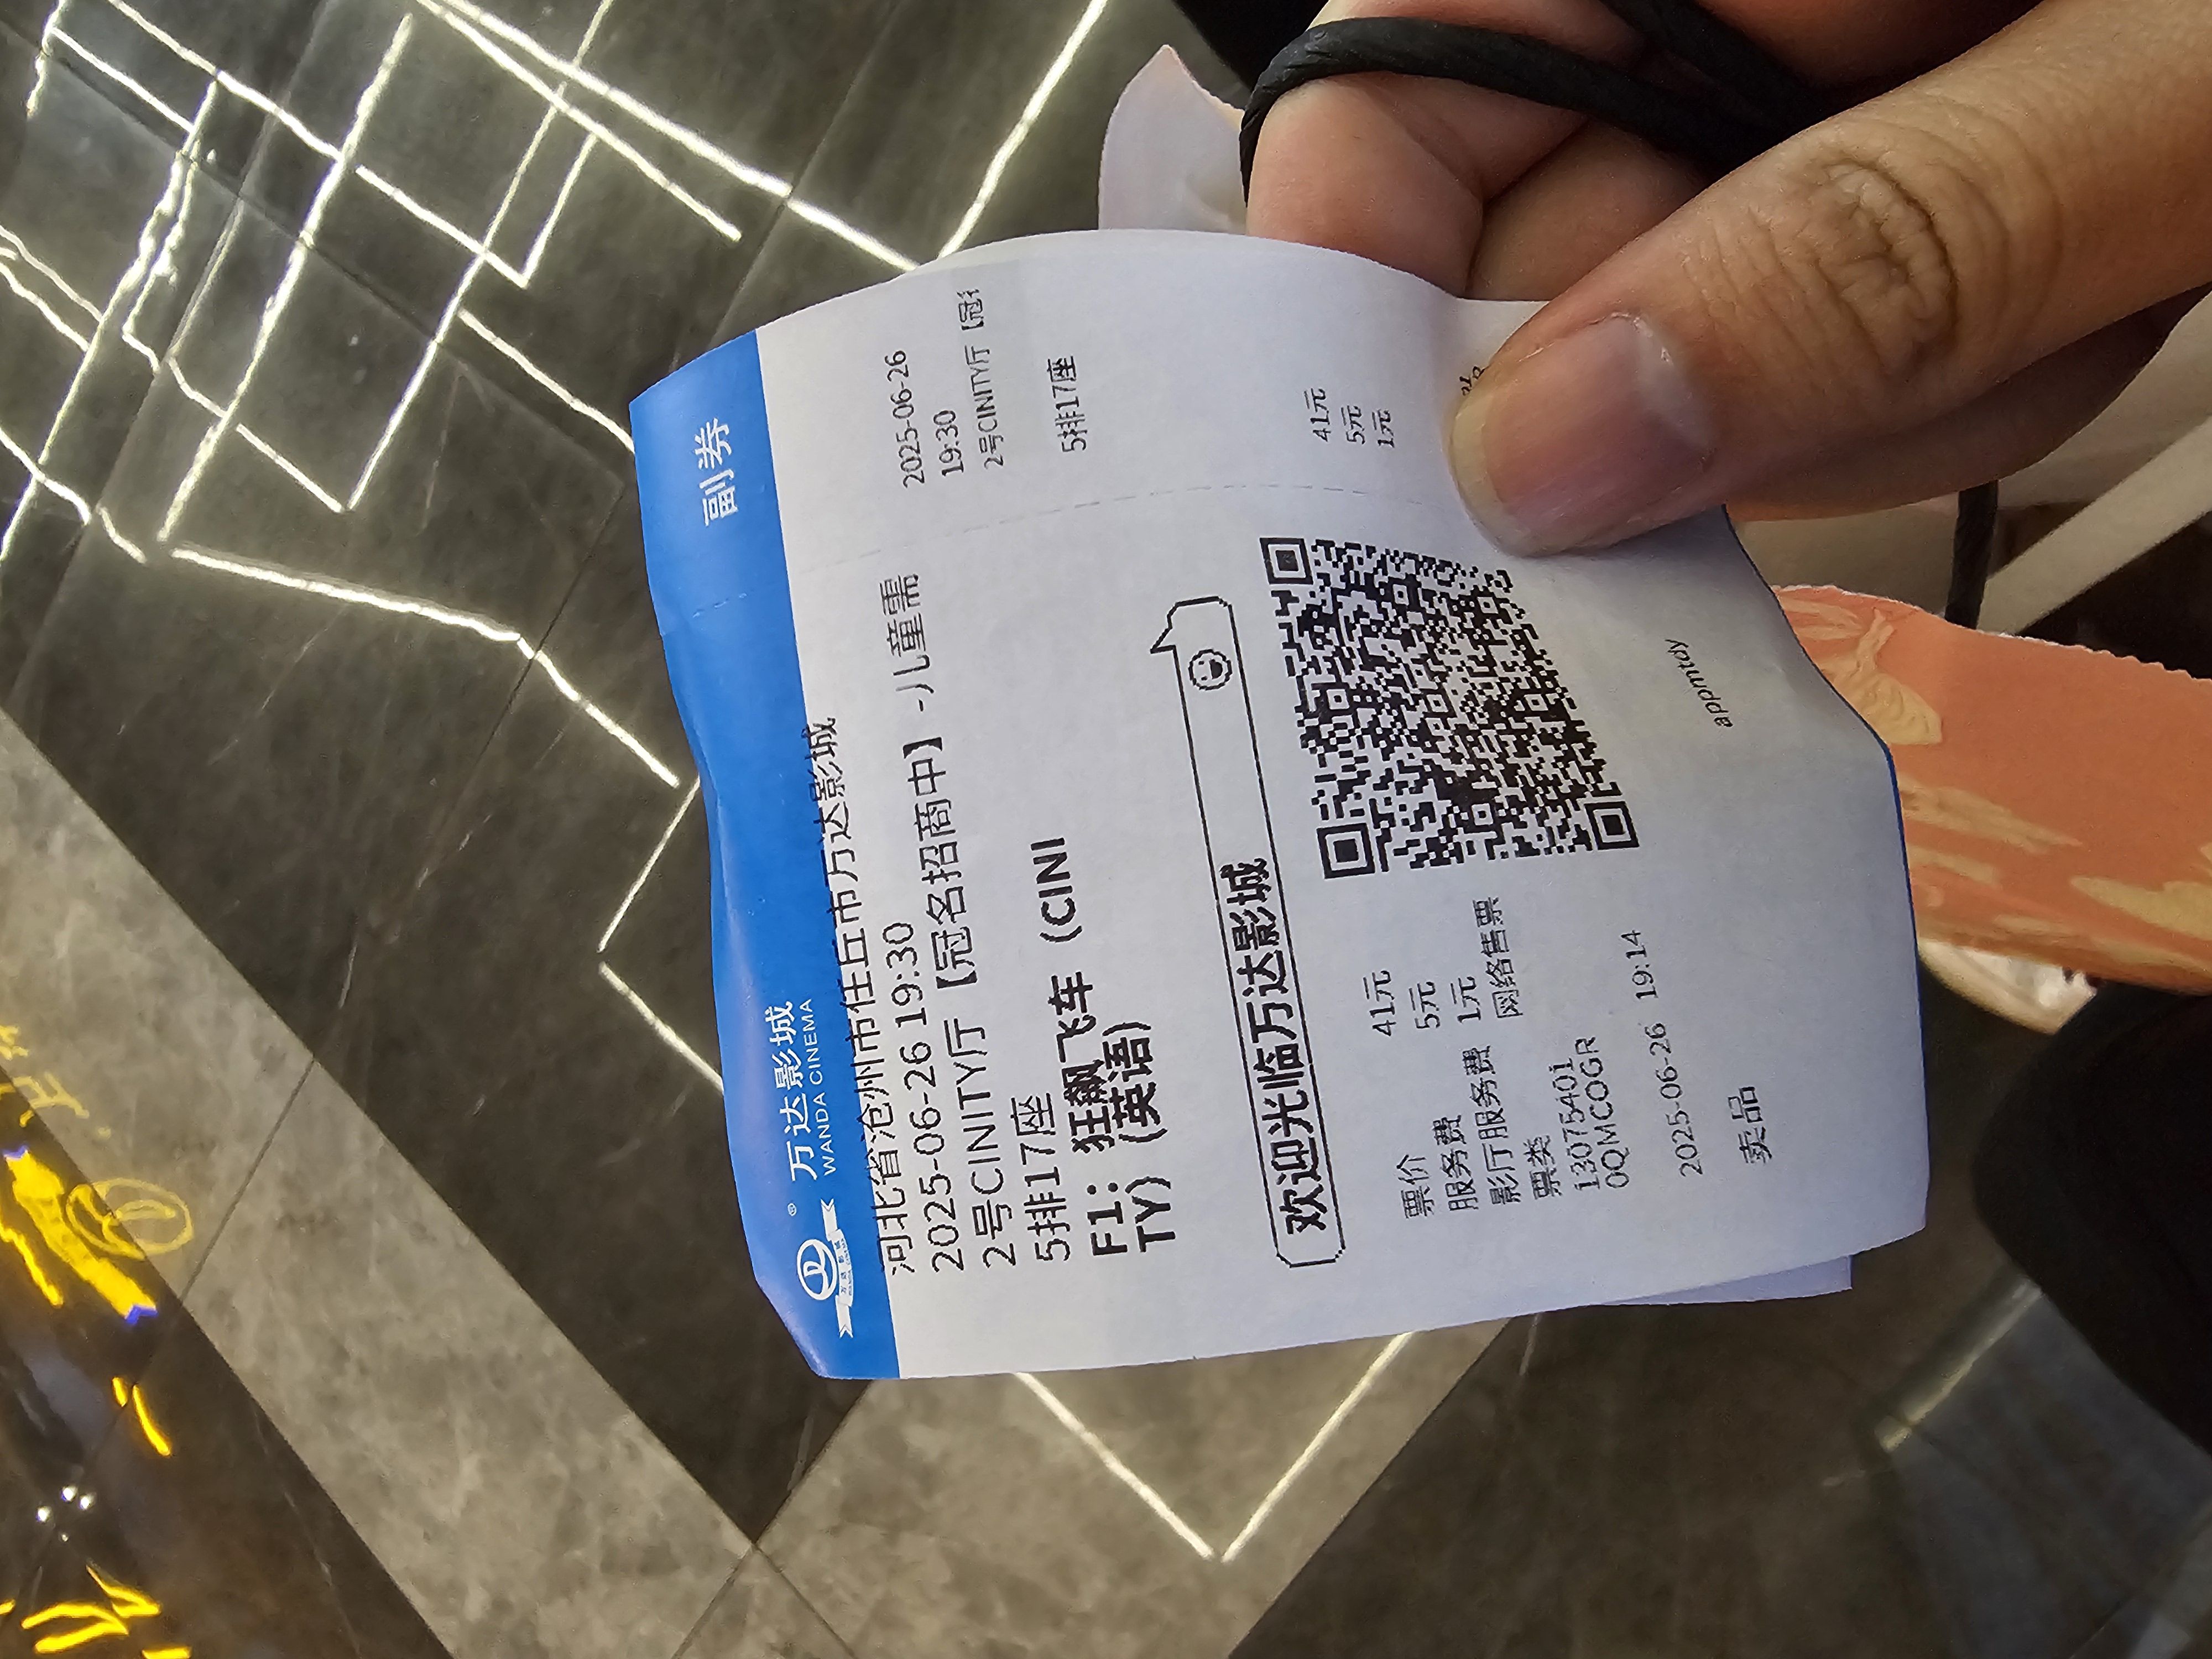 万达影城
WANDA CINEMA
副券
河北省沧州市任丘市万达影城
2025-06-26 19:30
2号CINITY厅【冠名招商中】-儿童需
5排17座
F1：狂飙飞车（CINI
TY）（英语）
欢迎光临万达影城
票价 41元
服务费 5元
影厅服务费 1元
票类 网络售票
13075401
0QMCOGR
2025-06-26 19:14
卖品
appmtdy
2025-06-26
19:30
2号CINITY厅【冠
5排17座
41元
5元
1元